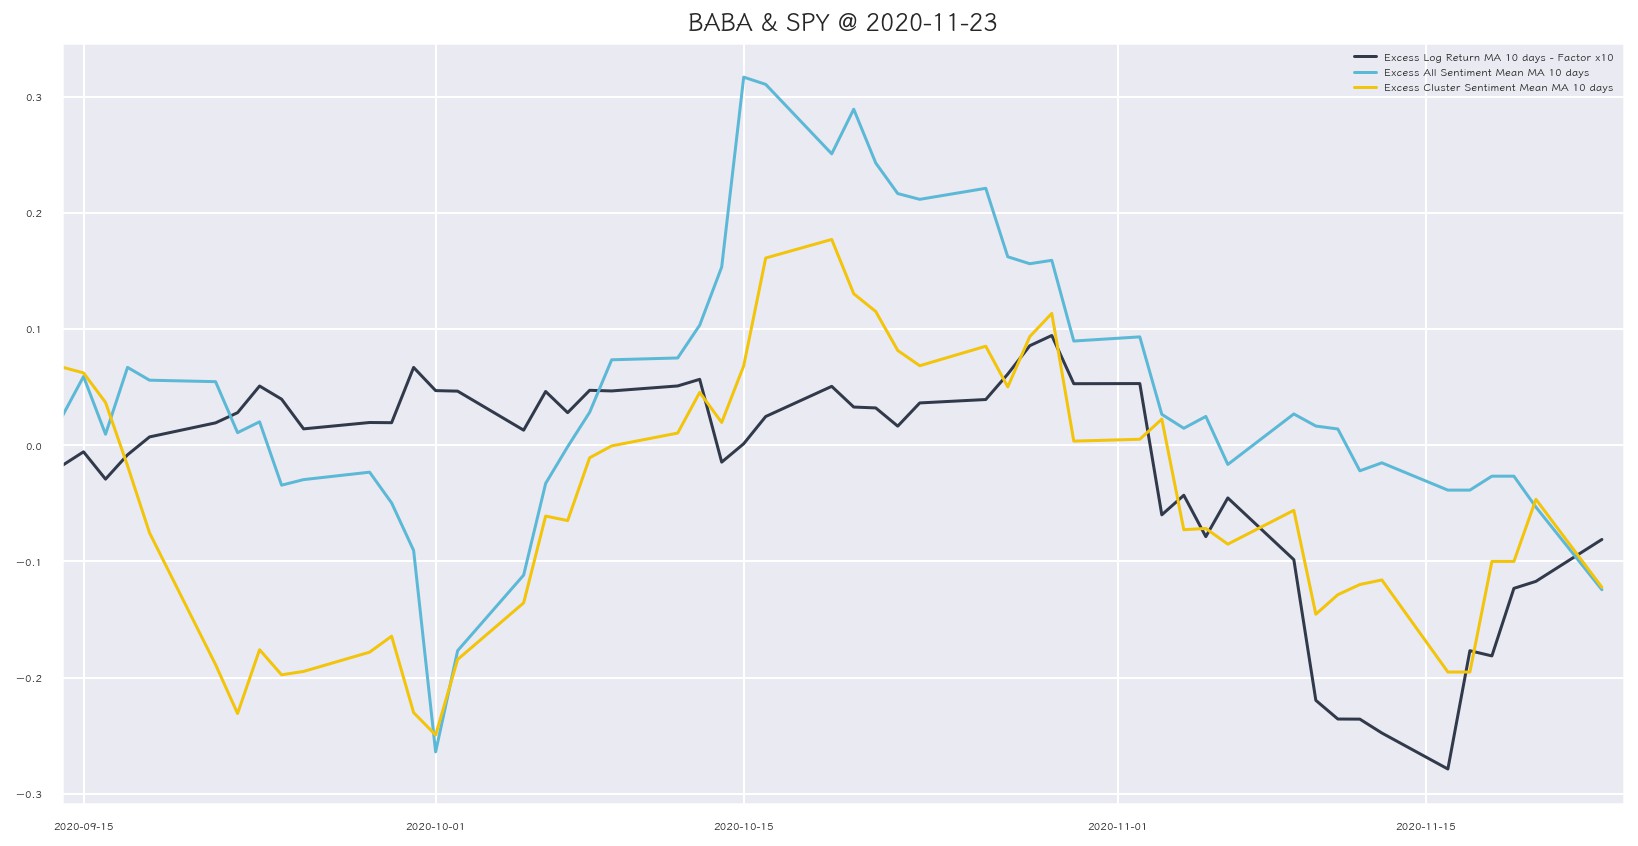 BABA & SPY @ 2020-11-23
Excess Log Return MA 10 days - Factor x10
Excess All Sentiment Mean MA 10 days
Excess Cluster Sentiment Mean MA 10 days
0.3
0.2
0.1
0.0
−0.1
−0.2
−0.3
2020-09-15 2020-10-01 2020-10-15 2020-11-01 2020-11-15